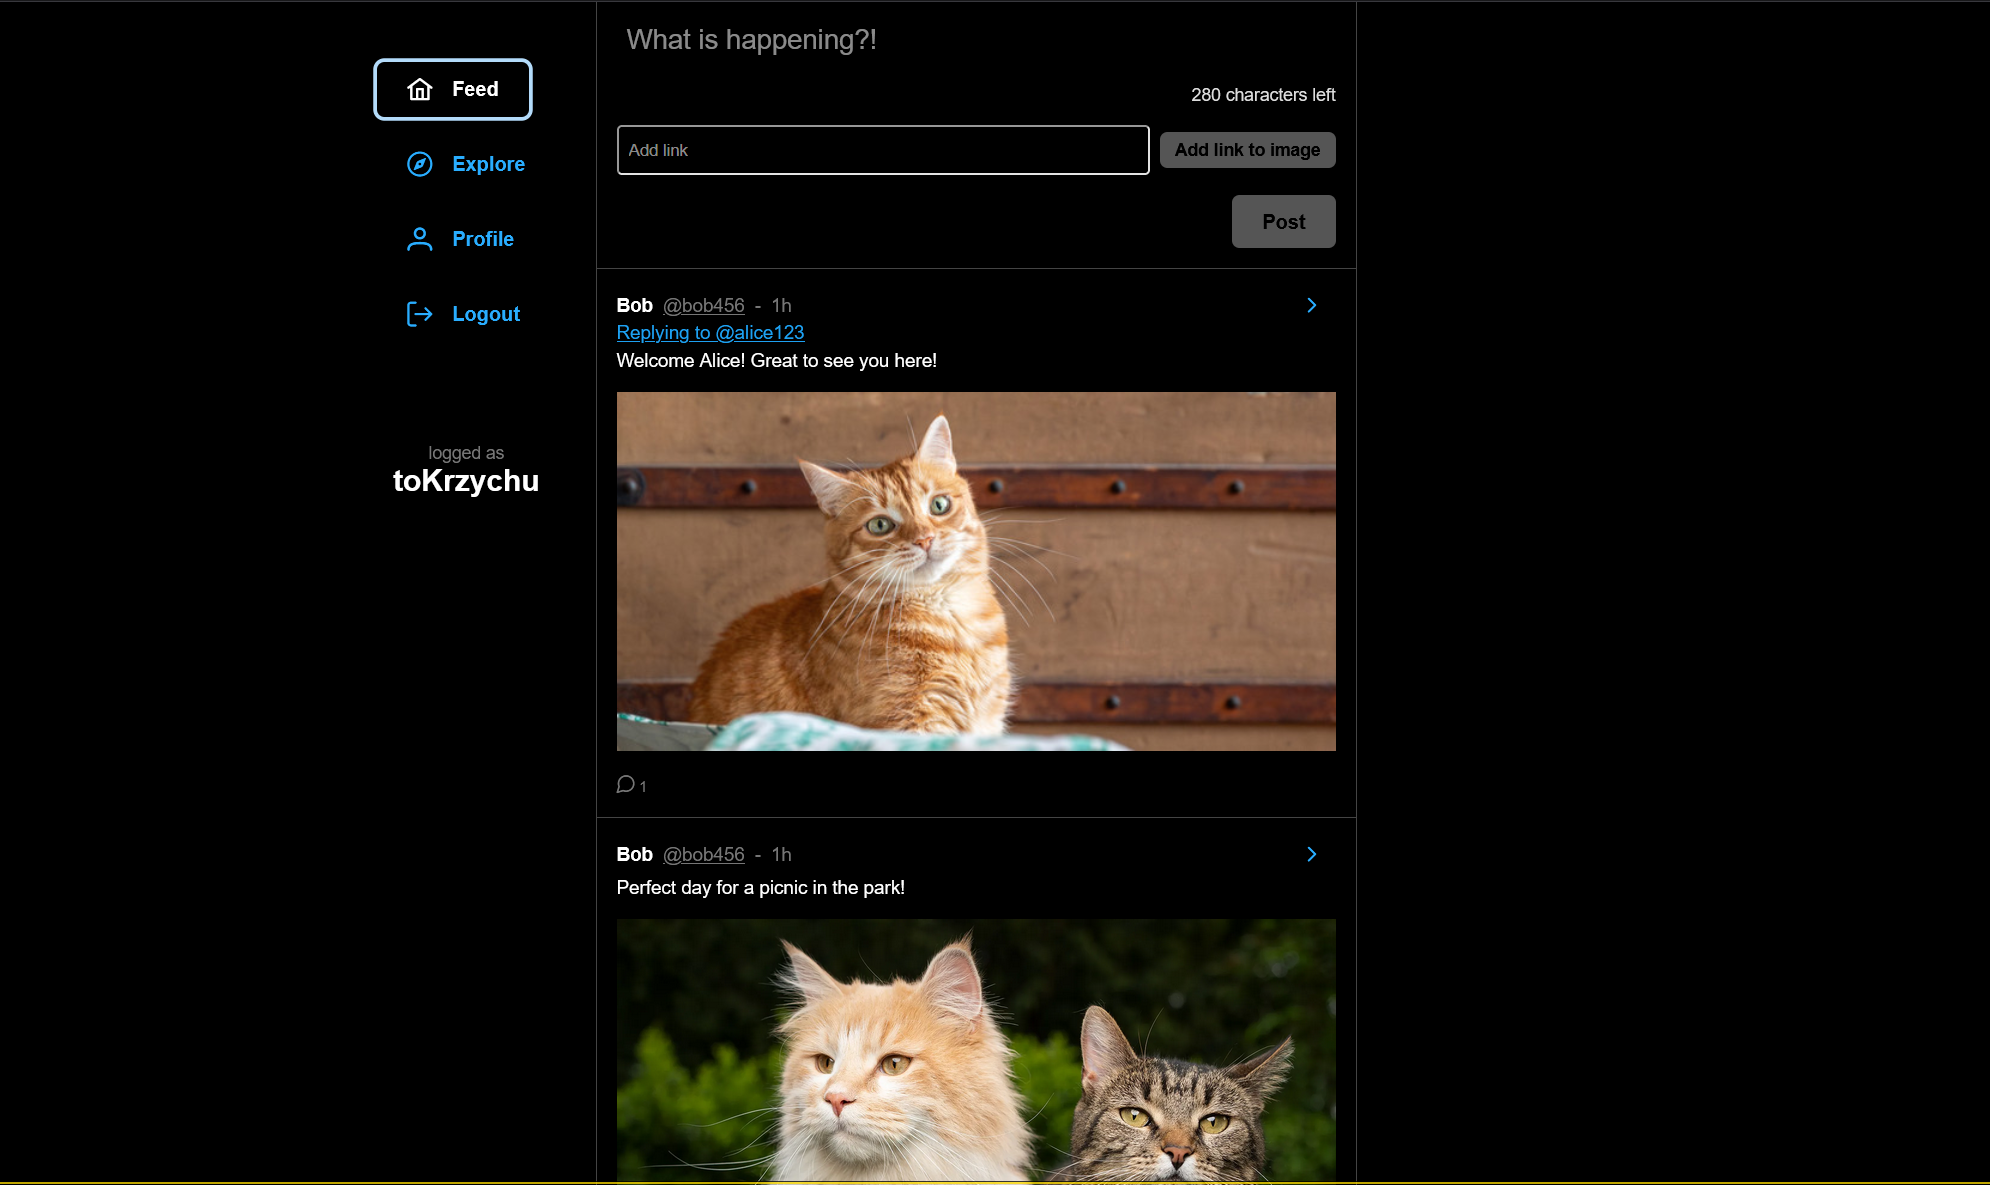 Feed
Explore
Profile
Logout
logged as
toKrzychu
What is happening?!
280 characters left
Add link
Add link to image
Post
Bob @bob456 - 1h
Replying to @alice123
Welcome Alice! Great to see you here!
1
Bob @bob456 - 1h
Perfect day for a picnic in the park!